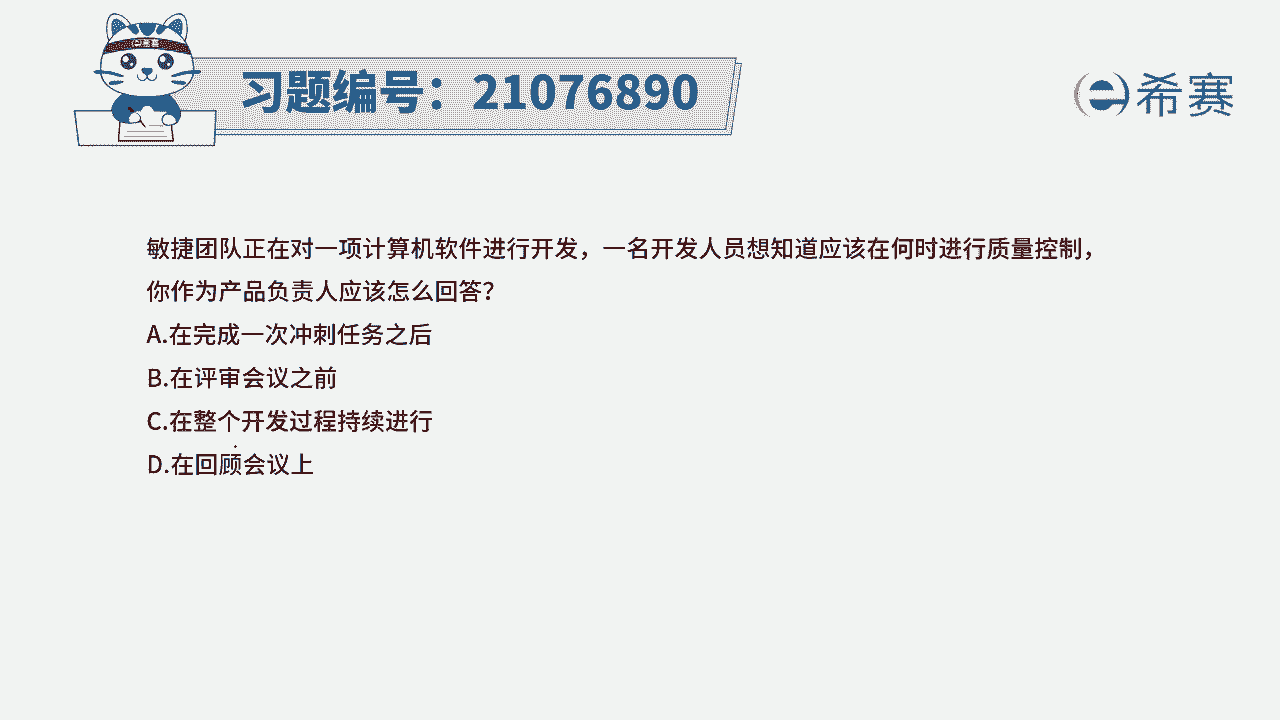 习题编号：21076890
希赛
敏捷团队正在对一项计算机软件进行开发，一名开发人员想知道应该在何时进行质量控制，
你作为产品负责人应该怎么回答？
A.在完成一次冲刺任务之后
B.在评审会议之前
C.在整个开发过程持续进行
D.在回顾会议上